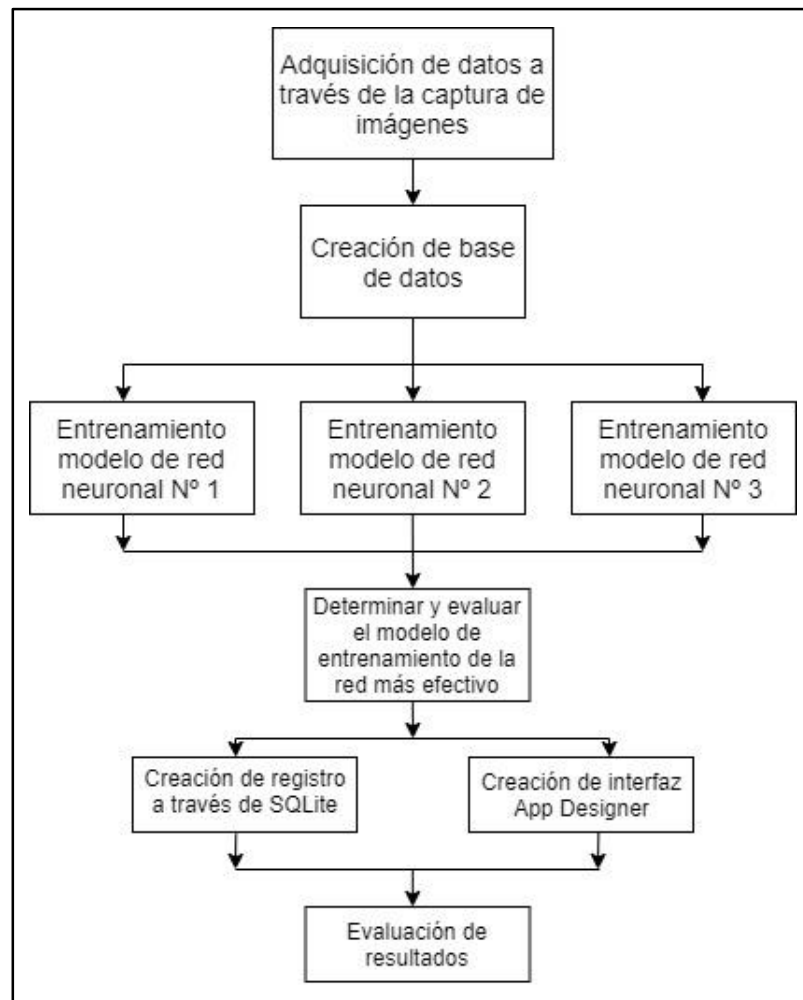 Adquisición de datos a
través de la captura de
imágenes
Creación de base
de datos
Entrenamiento
modelo de red
neuronal Nº 1
Entrenamiento
modelo de red
neuronal Nº 2
Entrenamiento
modelo de red
neuronal Nº 3
Determinar y evaluar
el modelo de
entrenamiento de la
red más efectivo
Creación de registro
a través de SQLite
Creación de interfaz
App Designer
Evaluación de
resultados